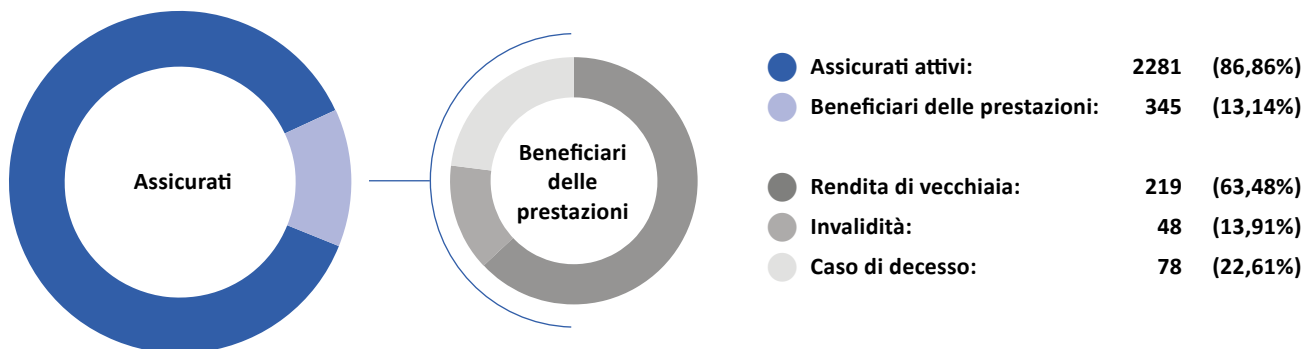 Assicurati
Beneficiari
delle
prestazioni
Assicurati attivi: 2281 (86,86%)
Beneficiari delle prestazioni: 345 (13,14%)
Rendita di vecchiaia: 219 (63,48%)
Invalidità: 48 (13,91%)
Caso di decesso: 78 (22,61%)